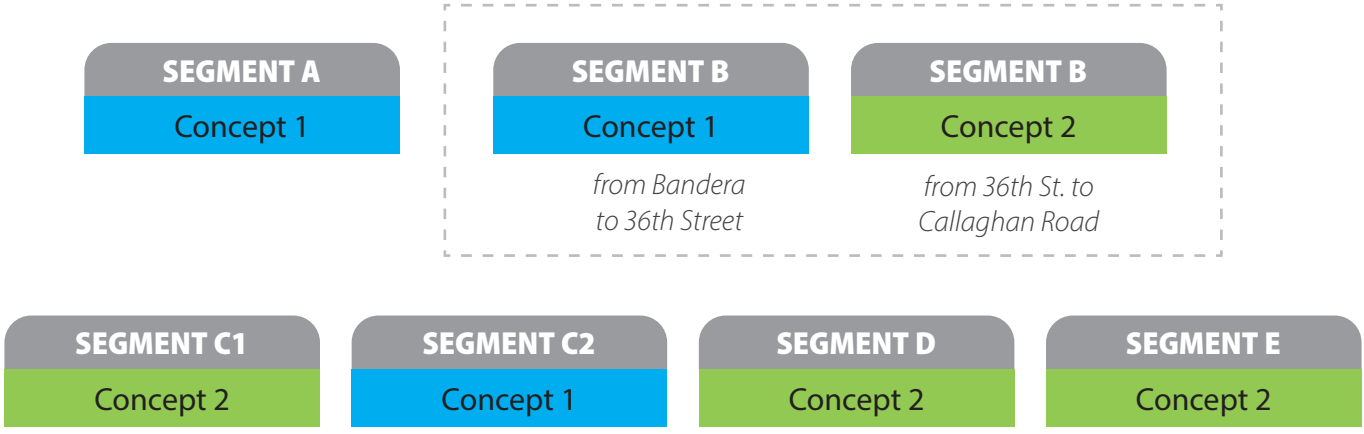 SEGMENT A
Concept 1
SEGMENT B
Concept 1
from Bandera
to 36th Street
SEGMENT B
Concept 2
from 36th St. to
Callaghan Road
SEGMENT C1
Concept 2
SEGMENT C2
Concept 1
SEGMENT D
Concept 2
SEGMENT E
Concept 2